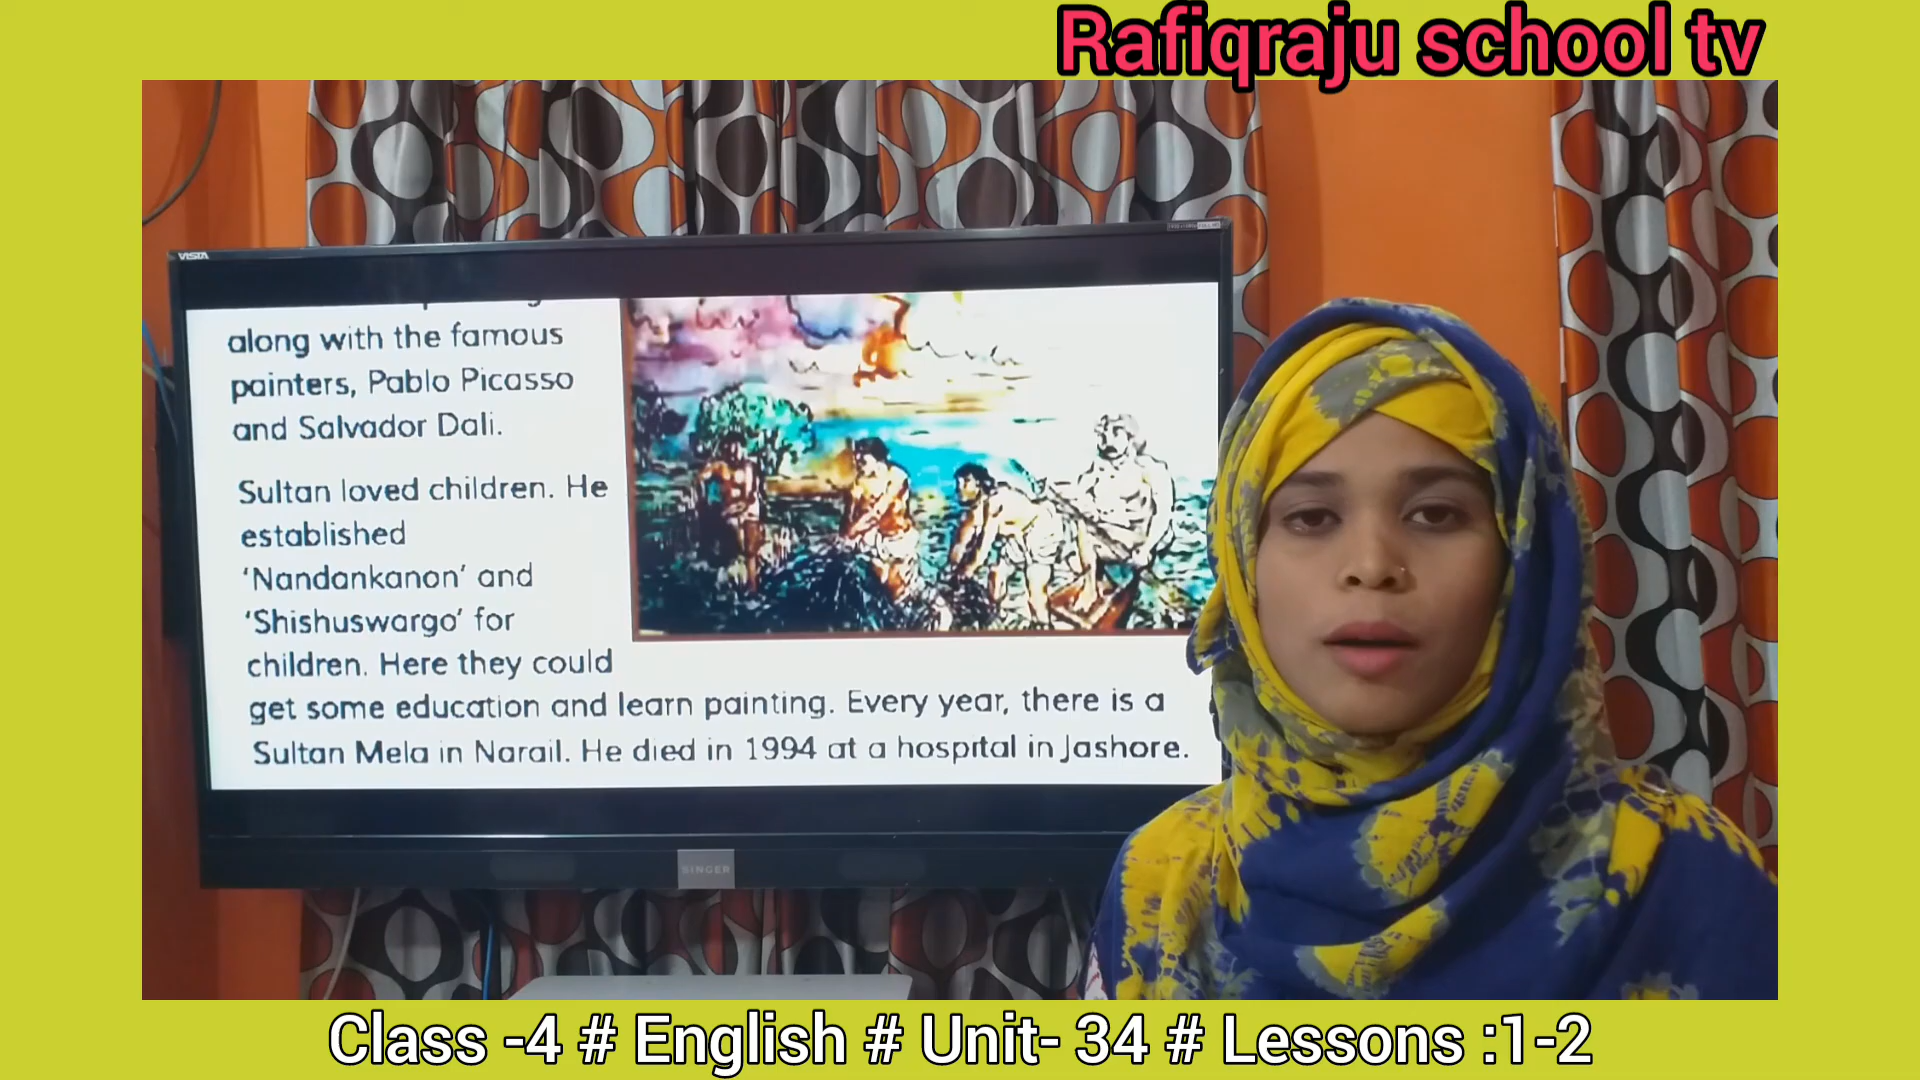 Rafiqraju school tv
VISTA
along with the famous
painters, Pablo Picasso
and Salvador Dali.
Sultan loved children. He
established
‘Nandankanon’ and
‘Shishuswargo’ for
children. Here they could
get some education and learn painting. Every year, there is a
Sultan Mela in Narail. He died in 1994 at a hospital in Jashore.
SINGER
Class -4 # English # Unit- 34 # Lessons :1-2